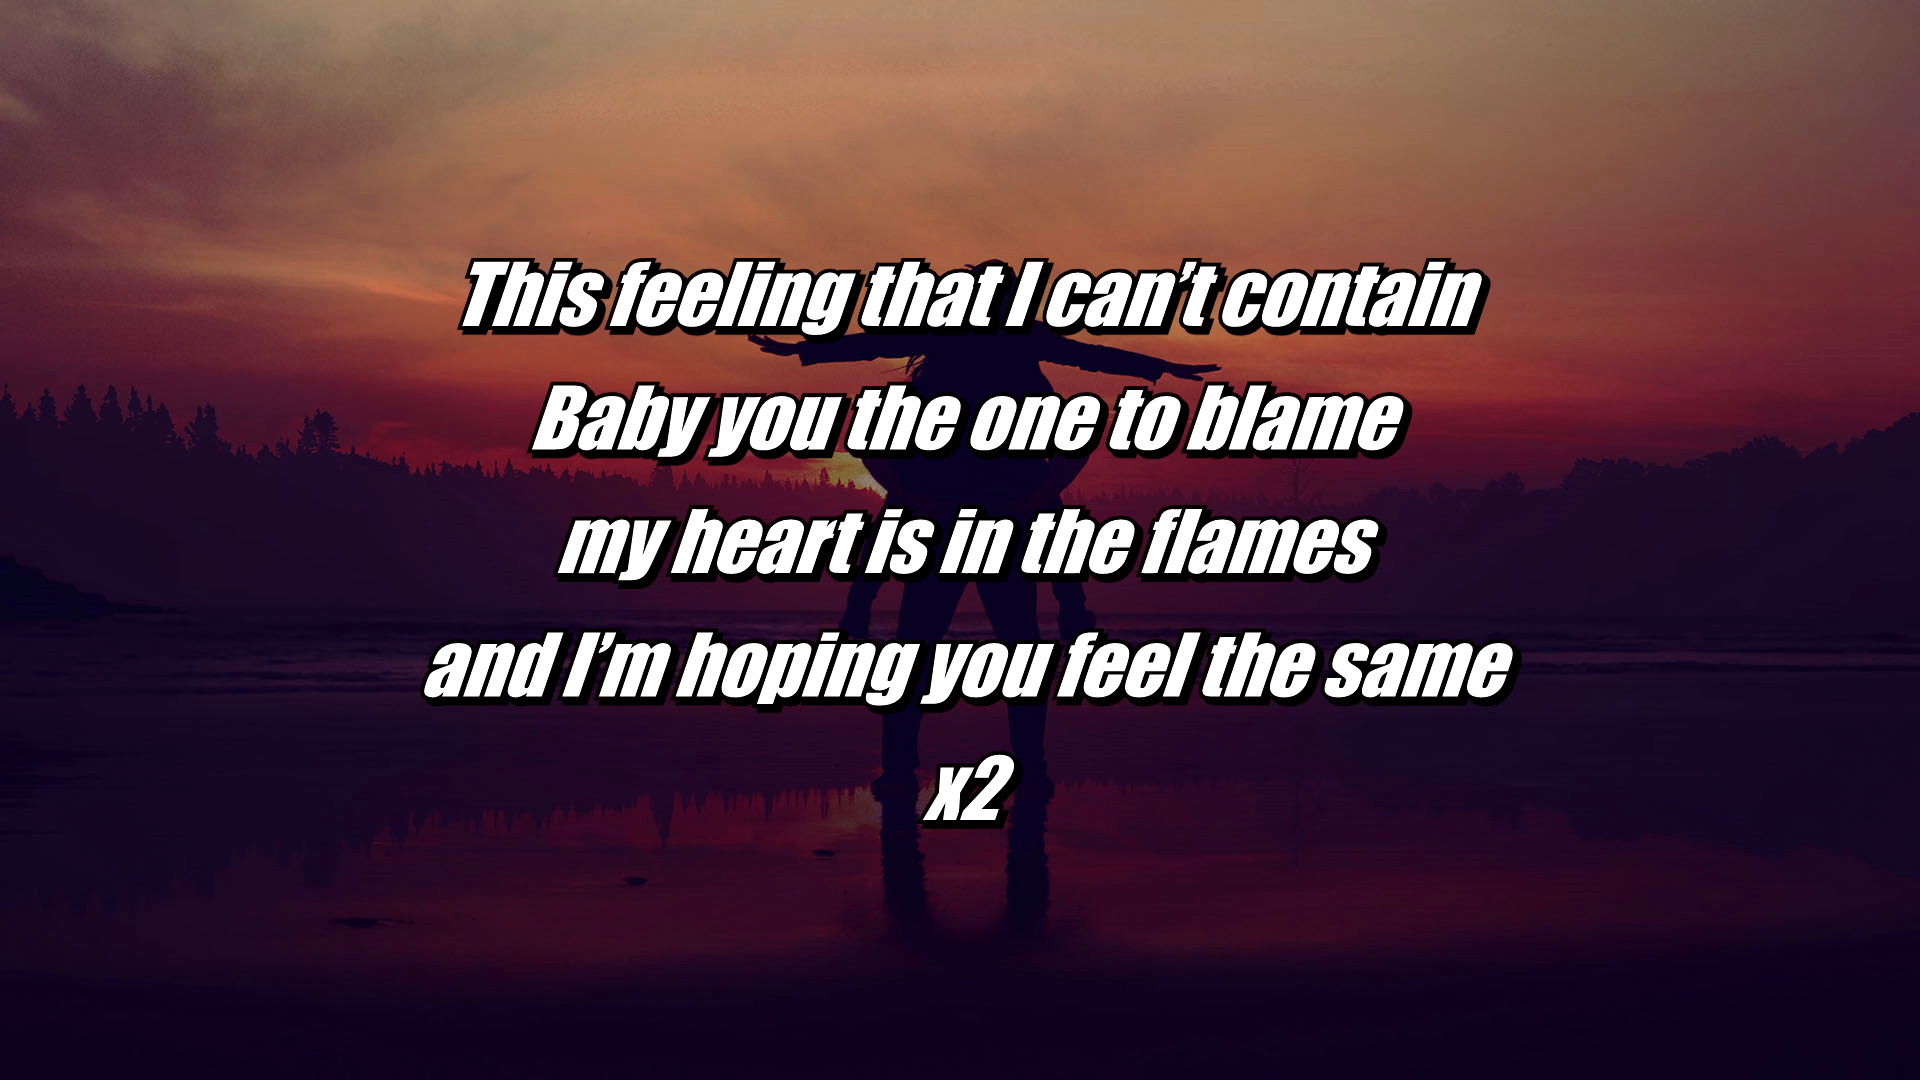 This feeling that I can’t contain
Baby you the one to blame
my heart is in the flames
and I’m hoping you feel the same
x2